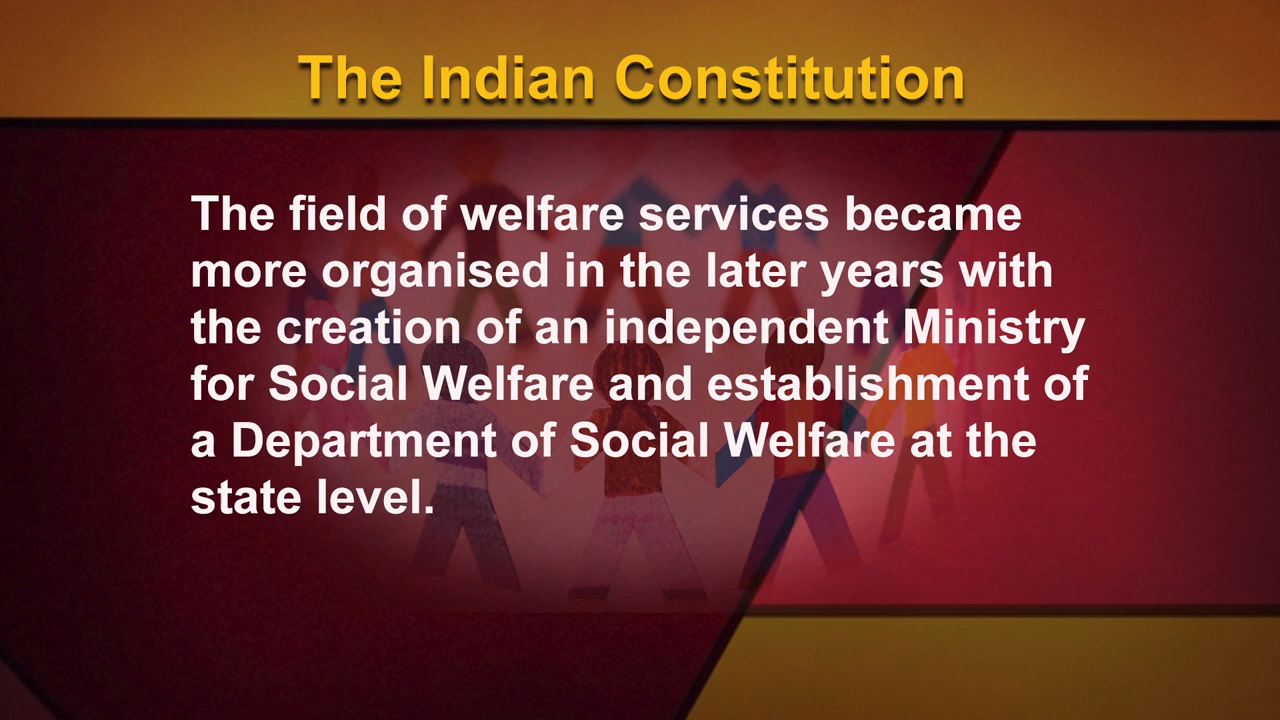 The Indian Constitution
The field of welfare services became
more organised in the later years with
the creation of an independent Ministry
for Social Welfare and establishment of
a Department of Social Welfare at the
state level.